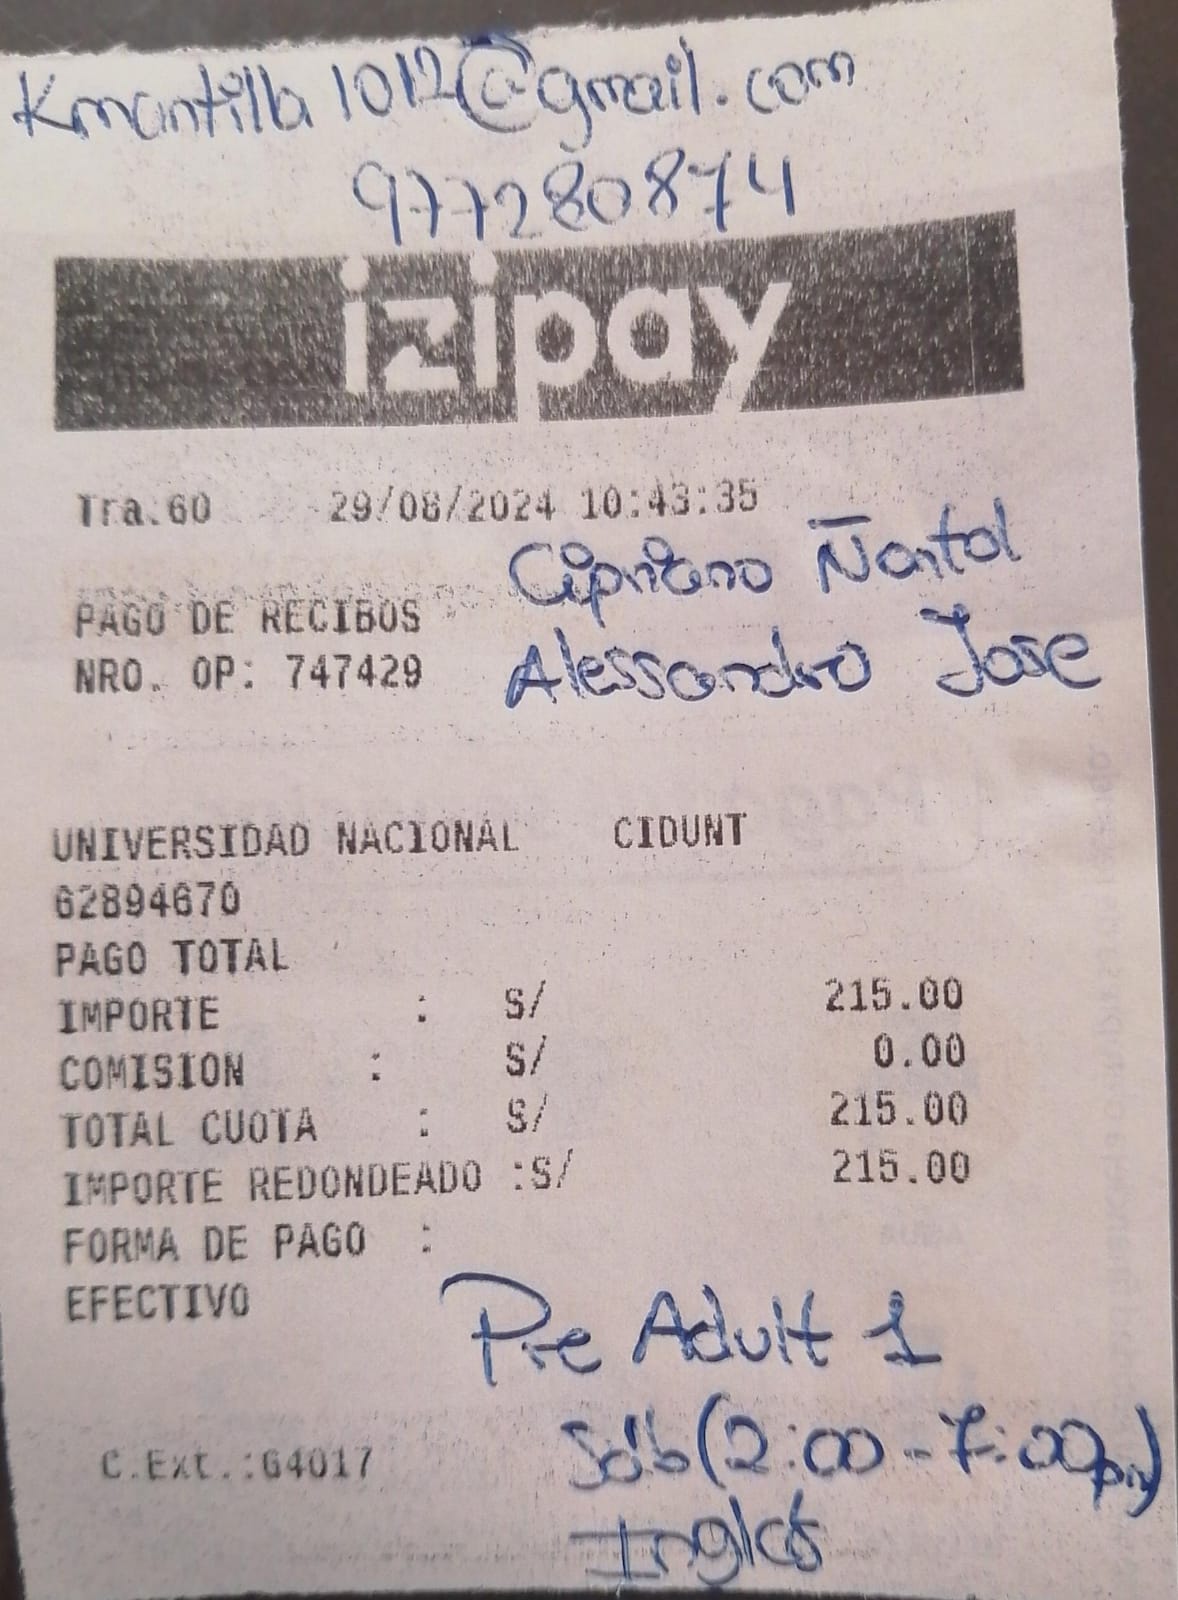 Kmantilla1012@gmail.com
977280874
izipay
Tra.60 29/08/2024 10:43:35
Cipriano Ñontol
PAGO DE RECIBOS
NRO. OP: 747429
Alessandro Jose
UNIVERSIDAD NACIONAL CIDUNT
62894670
PAGO TOTAL
IMPORTE : S/ 215.00
COMISION : S/ 0.00
TOTAL CUOTA : S/ 215.00
IMPORTE REDONDEADO :S/ 215.00
FORMA DE PAGO :
EFECTIVO
Pre Adult 1
C.Ext.:64017
Sáb (2:00 - 7:00pm)
Inglés